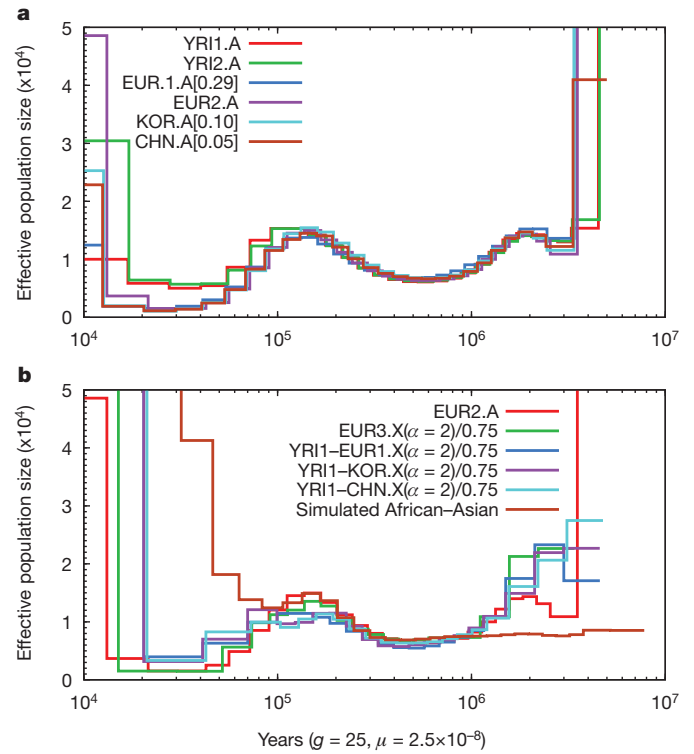 a
Effective population size (x10⁴)
5
4
3
2
1
0
YRI1.A
YRI2.A
EUR.1.A[0.29]
EUR2.A
KOR.A[0.10]
CHN.A[0.05]
10⁴ 10⁵ 10⁶ 10⁷
b
Effective population size (x10⁴)
5
4
3
2
1
0
EUR2.A
EUR3.X(α = 2)/0.75
YRI1–EUR1.X(α = 2)/0.75
YRI1–KOR.X(α = 2)/0.75
YRI1–CHN.X(α = 2)/0.75
Simulated African–Asian
10⁴ 10⁵ 10⁶ 10⁷
Years (g = 25, μ = 2.5×10⁻⁸)